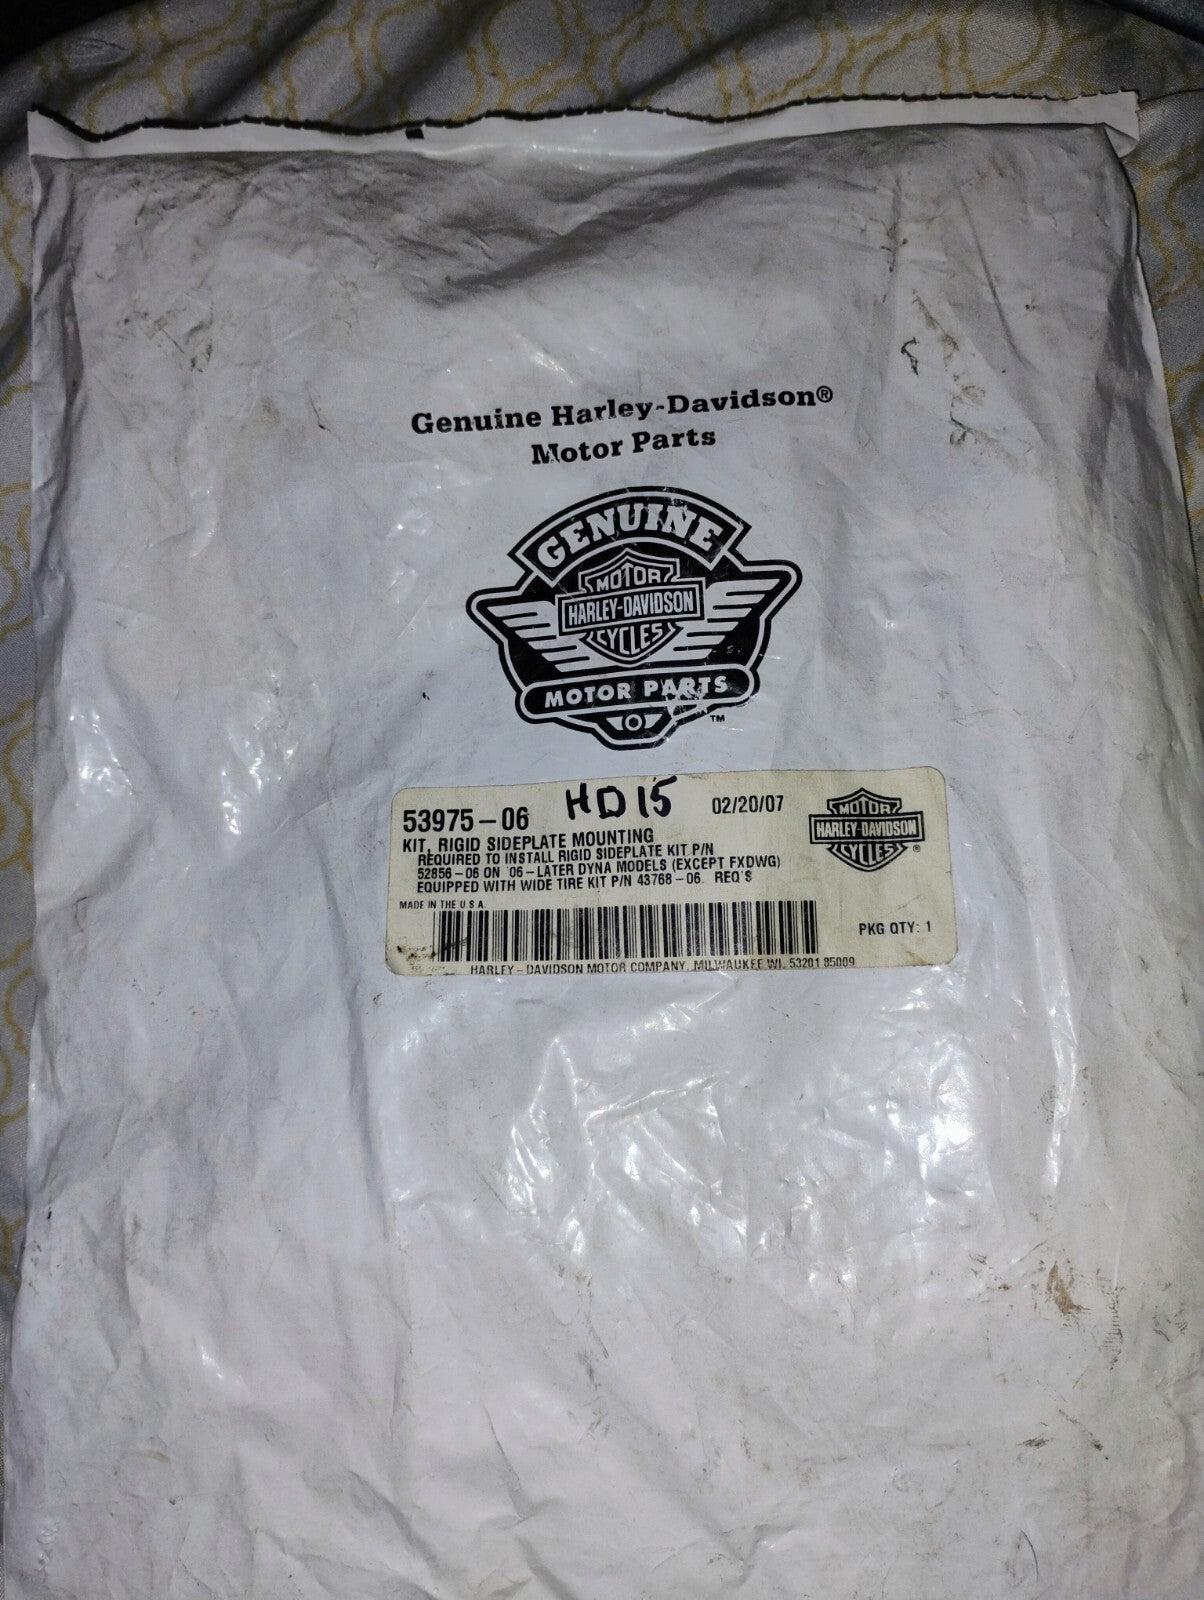 Genuine Harley-Davidson®
Motor Parts
GENUINE
MOTOR
HARLEY-DAVIDSON
CYCLES
MOTOR PARTS
TM
53975-06 HD15 02/20/07
KIT, RIGID SIDEPLATE MOUNTING
REQUIRED TO INSTALL RIGID SIDEPLATE KIT P/N
52856-06 ON '06-LATER DYNA MODELS (EXCEPT FXDWG)
EQUIPPED WITH WIDE TIRE KIT P/N 43768-06. REQ'S
MOTOR
HARLEY-DAVIDSON
CYCLES®
MADE IN THE U.S.A.
PKG QTY: 1
HARLEY-DAVIDSON MOTOR COMPANY, MILWAUKEE WI. 53201 85009